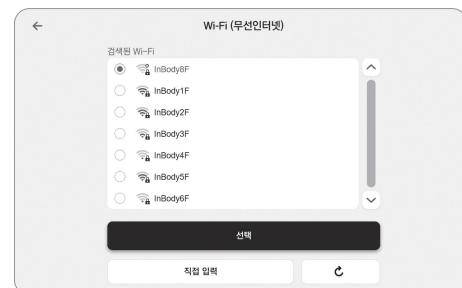 Wi-Fi (무선인터넷)
검색된 Wi-Fi
InBody8F
InBody1F
InBody2F
InBody3F
InBody4F
InBody5F
InBody6F
선택
직접 입력